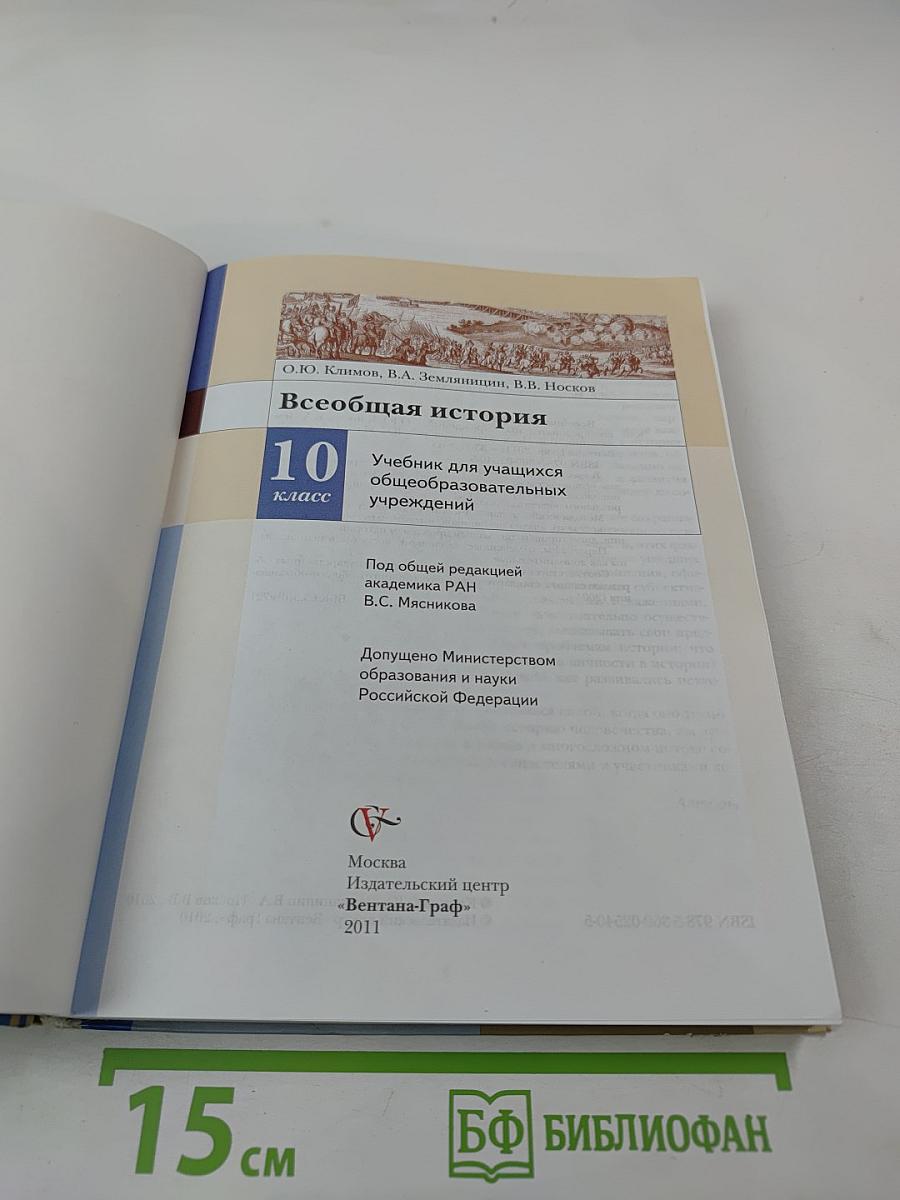 О.Ю. Климов, В.А. Земляницин, В.В. Носков
Всеобщая история
10
класс
Учебник для учащихся
общеобразовательных
учреждений
Под общей редакцией
академика РАН
В.С. Мясникова
Допущено Министерством
образования и науки
Российской Федерации
Москва
Издательский центр
«Вентана-Граф»
2011
15 см
БФ БИБЛИОФАН